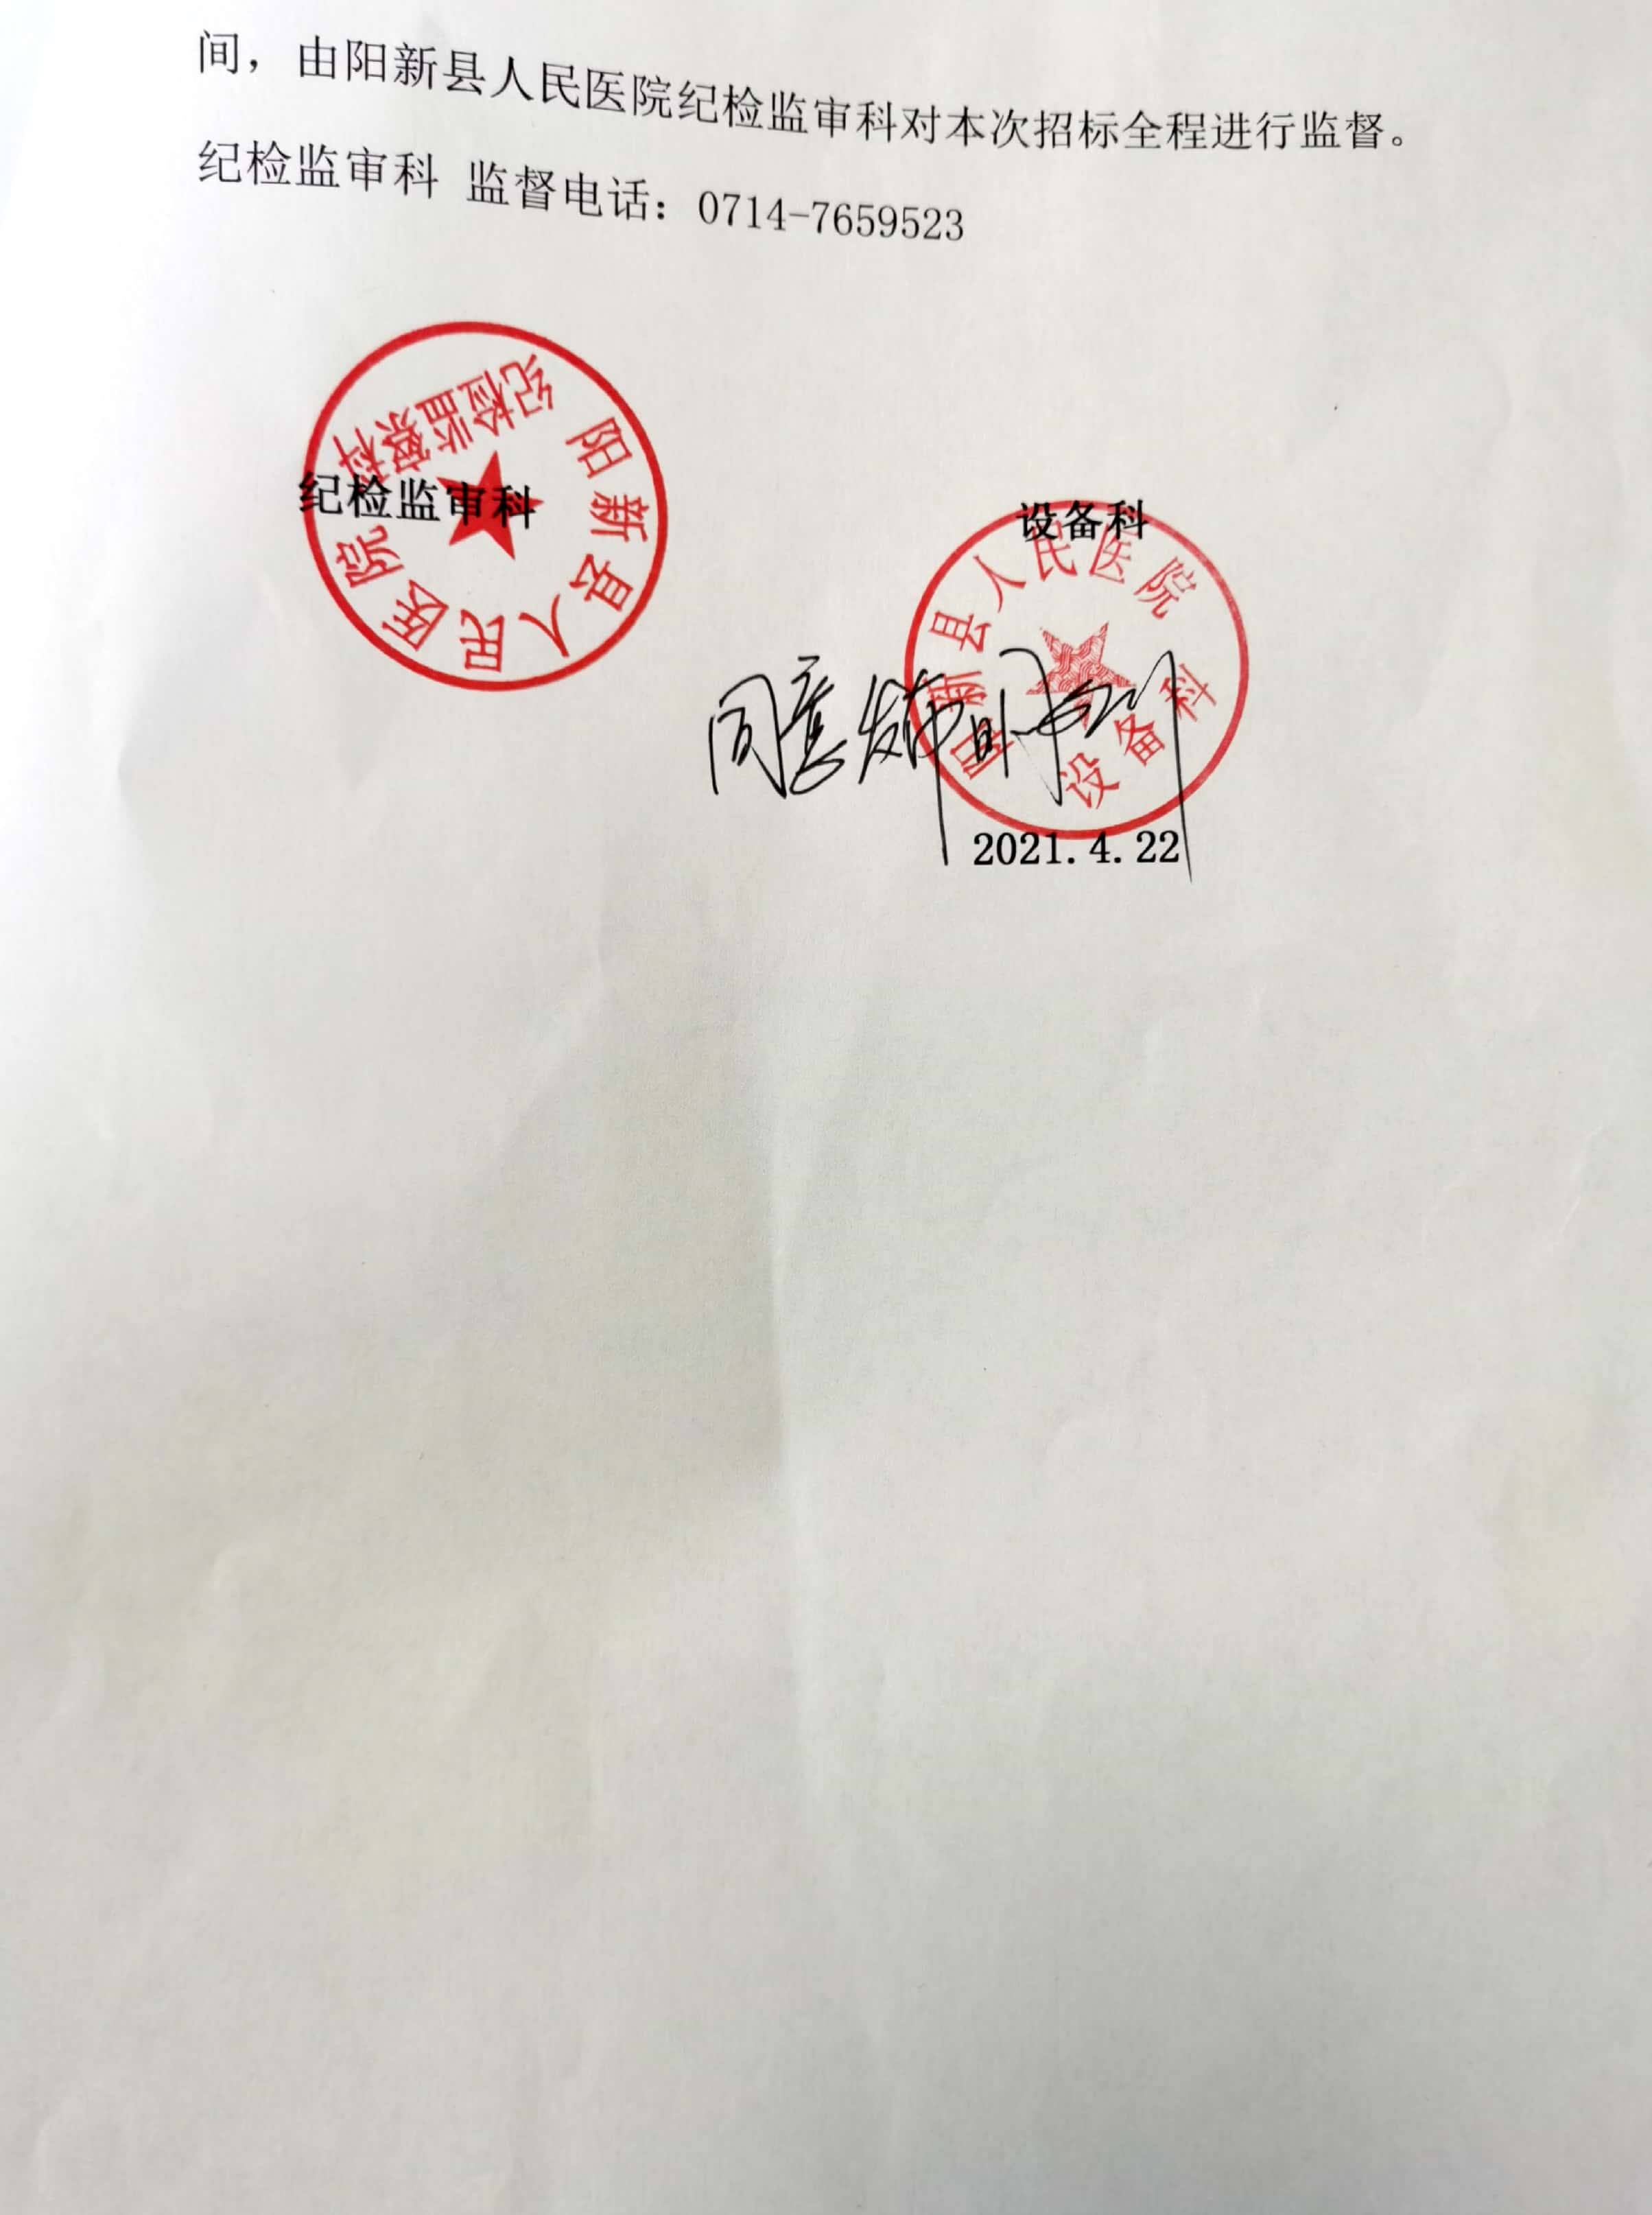 间，由阳新县人民医院纪检监审科对本次招标全程进行监督。
纪检监审科 监督电话：0714-7659523
阳新县人民医院
纪检监察科
纪检监审科
设备科
阳新县人民医院
设备科
同意发布
2021.4.22